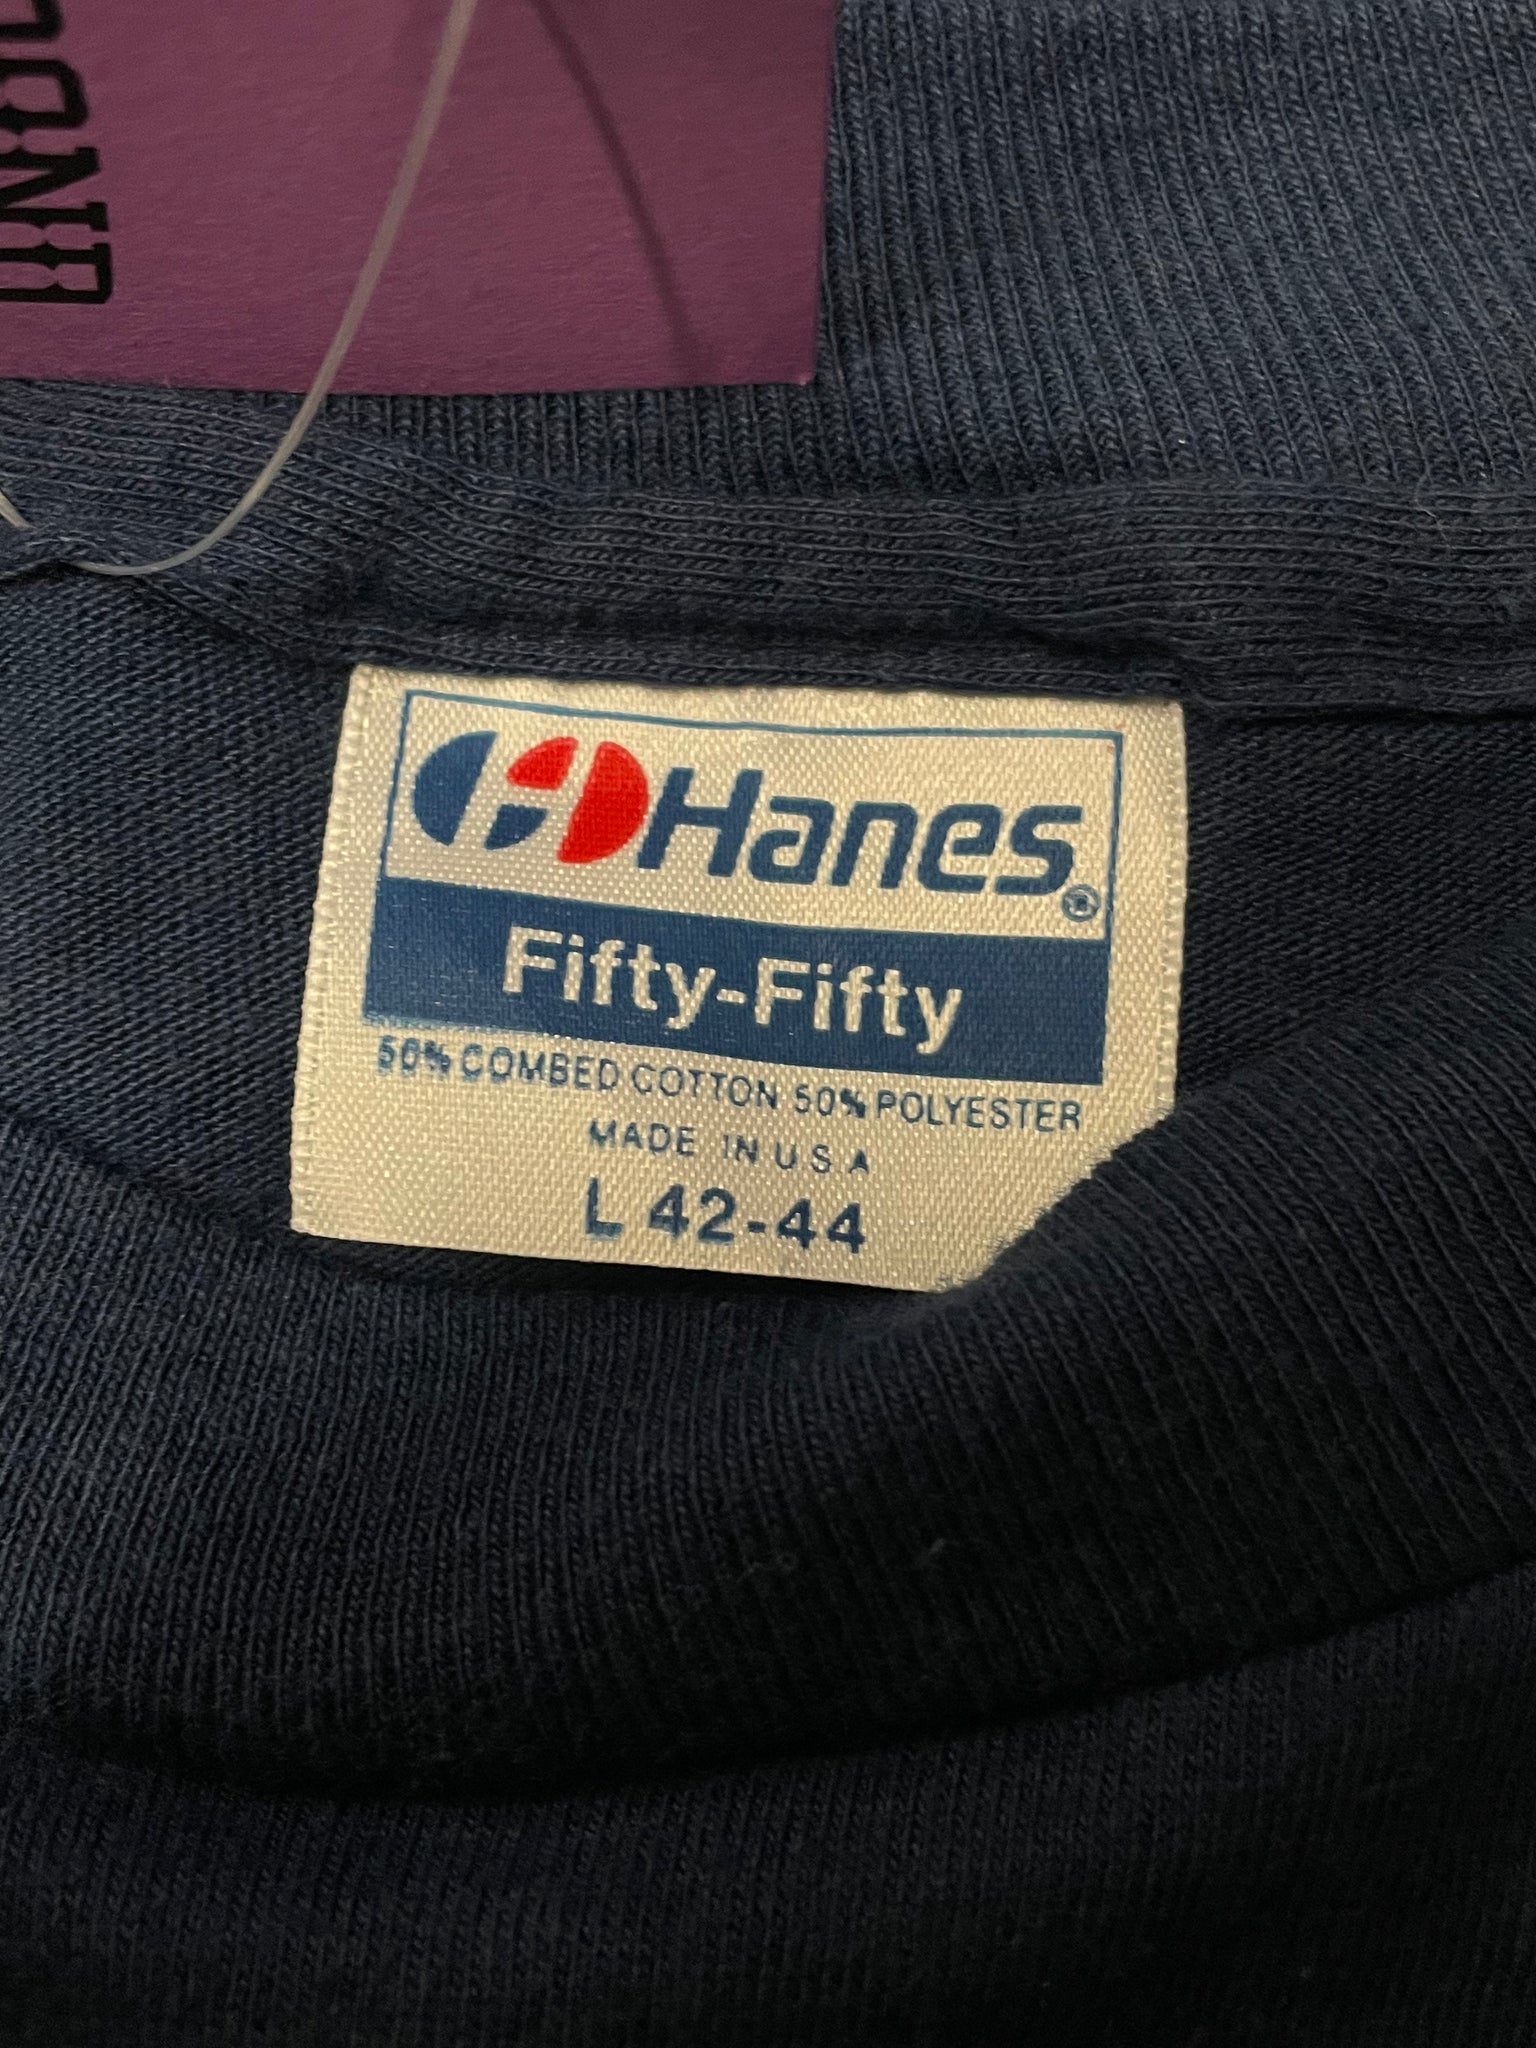 Hanes®
Fifty-Fifty
50% COMBED COTTON 50% POLYESTER
MADE IN U S A
L 42-44